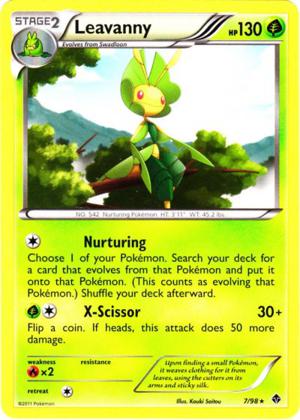 STAGE2
Leavanny
HP130
Evolves from Swadloon
NO. 542 Nurturing Pokémon HT: 3'11" WT: 45.2 lbs.
Nurturing
Choose 1 of your Pokémon. Search your deck for
a card that evolves from that Pokémon and put it
onto that Pokémon. (This counts as evolving that
Pokémon.) Shuffle your deck afterward.
X-Scissor 30+
Flip a coin. If heads, this attack does 50 more
damage.
weakness
resistance
×2
retreat
Upon finding a small Pokémon,
it weaves clothing for it from
leaves, using the cutters on its
arms and sticky silk.
©2011 Pokémon
Illus. Kouki Saitou
7/98